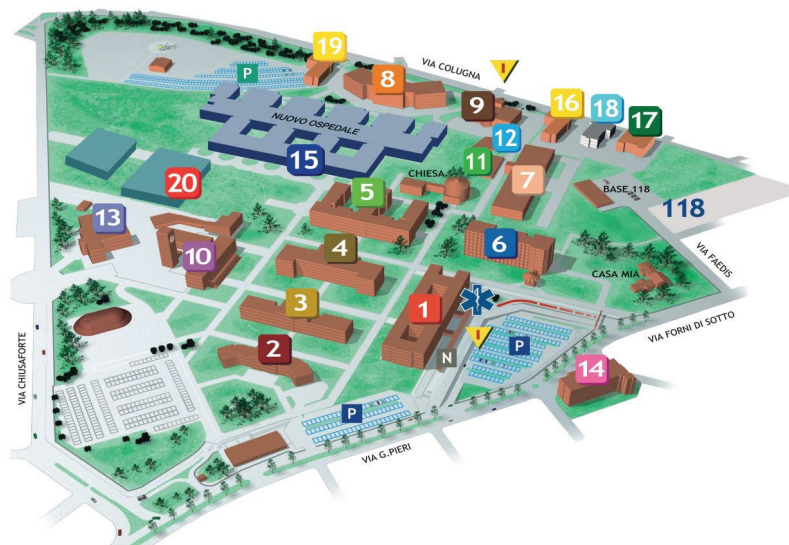 VIA COLUGNA
I
19
P
8
9
16
18
17
NUOVO OSPEDALE
12
11
15
CHIESA
7
BASE 118
118
20
5
13
10
4
6
VIA FAEDIS
CASA MIA
3
1
VIA FORNI DI SOTTO
I
P
N
2
14
VIA CHIUSAFORTE
P
VIA G.PIERI